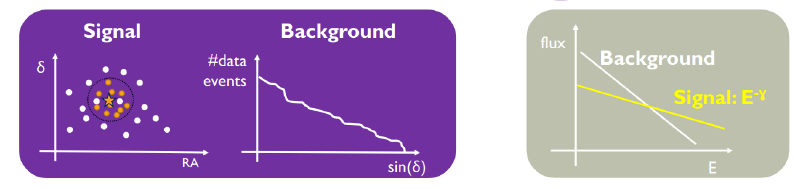 Signal
δ
RA
Background
#data
events
sin(δ)
flux
Background
Signal: E-γ
E